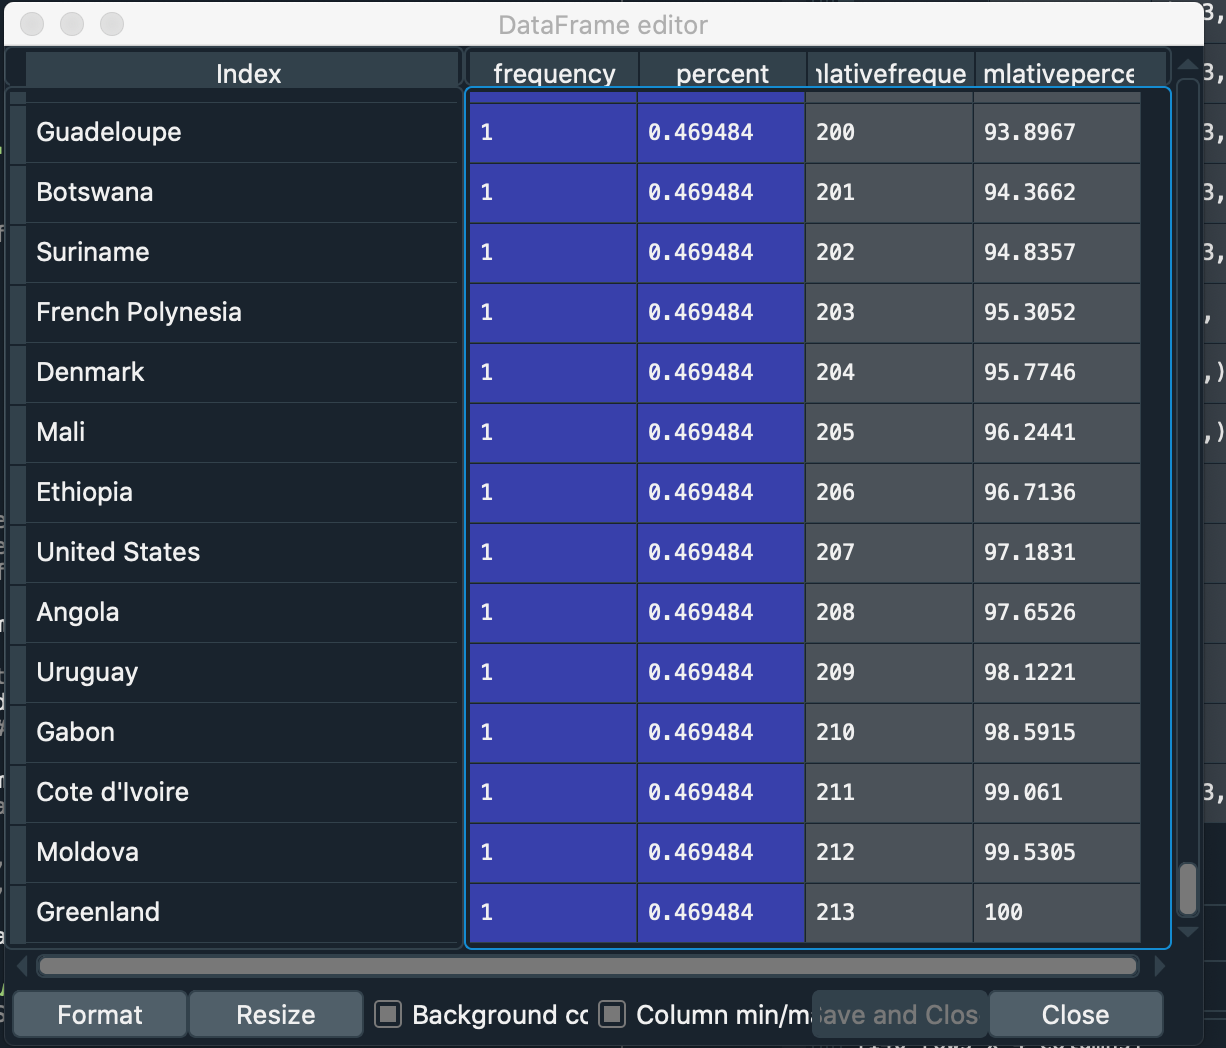 DataFrame editor
Index frequency percent lativefreque mlativeperce
Guadeloupe 1 0.469484 200 93.8967
Botswana 1 0.469484 201 94.3662
Suriname 1 0.469484 202 94.8357
French Polynesia 1 0.469484 203 95.3052
Denmark 1 0.469484 204 95.7746
Mali 1 0.469484 205 96.2441
Ethiopia 1 0.469484 206 96.7136
United States 1 0.469484 207 97.1831
Angola 1 0.469484 208 97.6526
Uruguay 1 0.469484 209 98.1221
Gabon 1 0.469484 210 98.5915
Cote d'Ivoire 1 0.469484 211 99.061
Moldova 1 0.469484 212 99.5305
Greenland 1 0.469484 213 100
Format Resize Background co Column min/ma ave and Clos Close